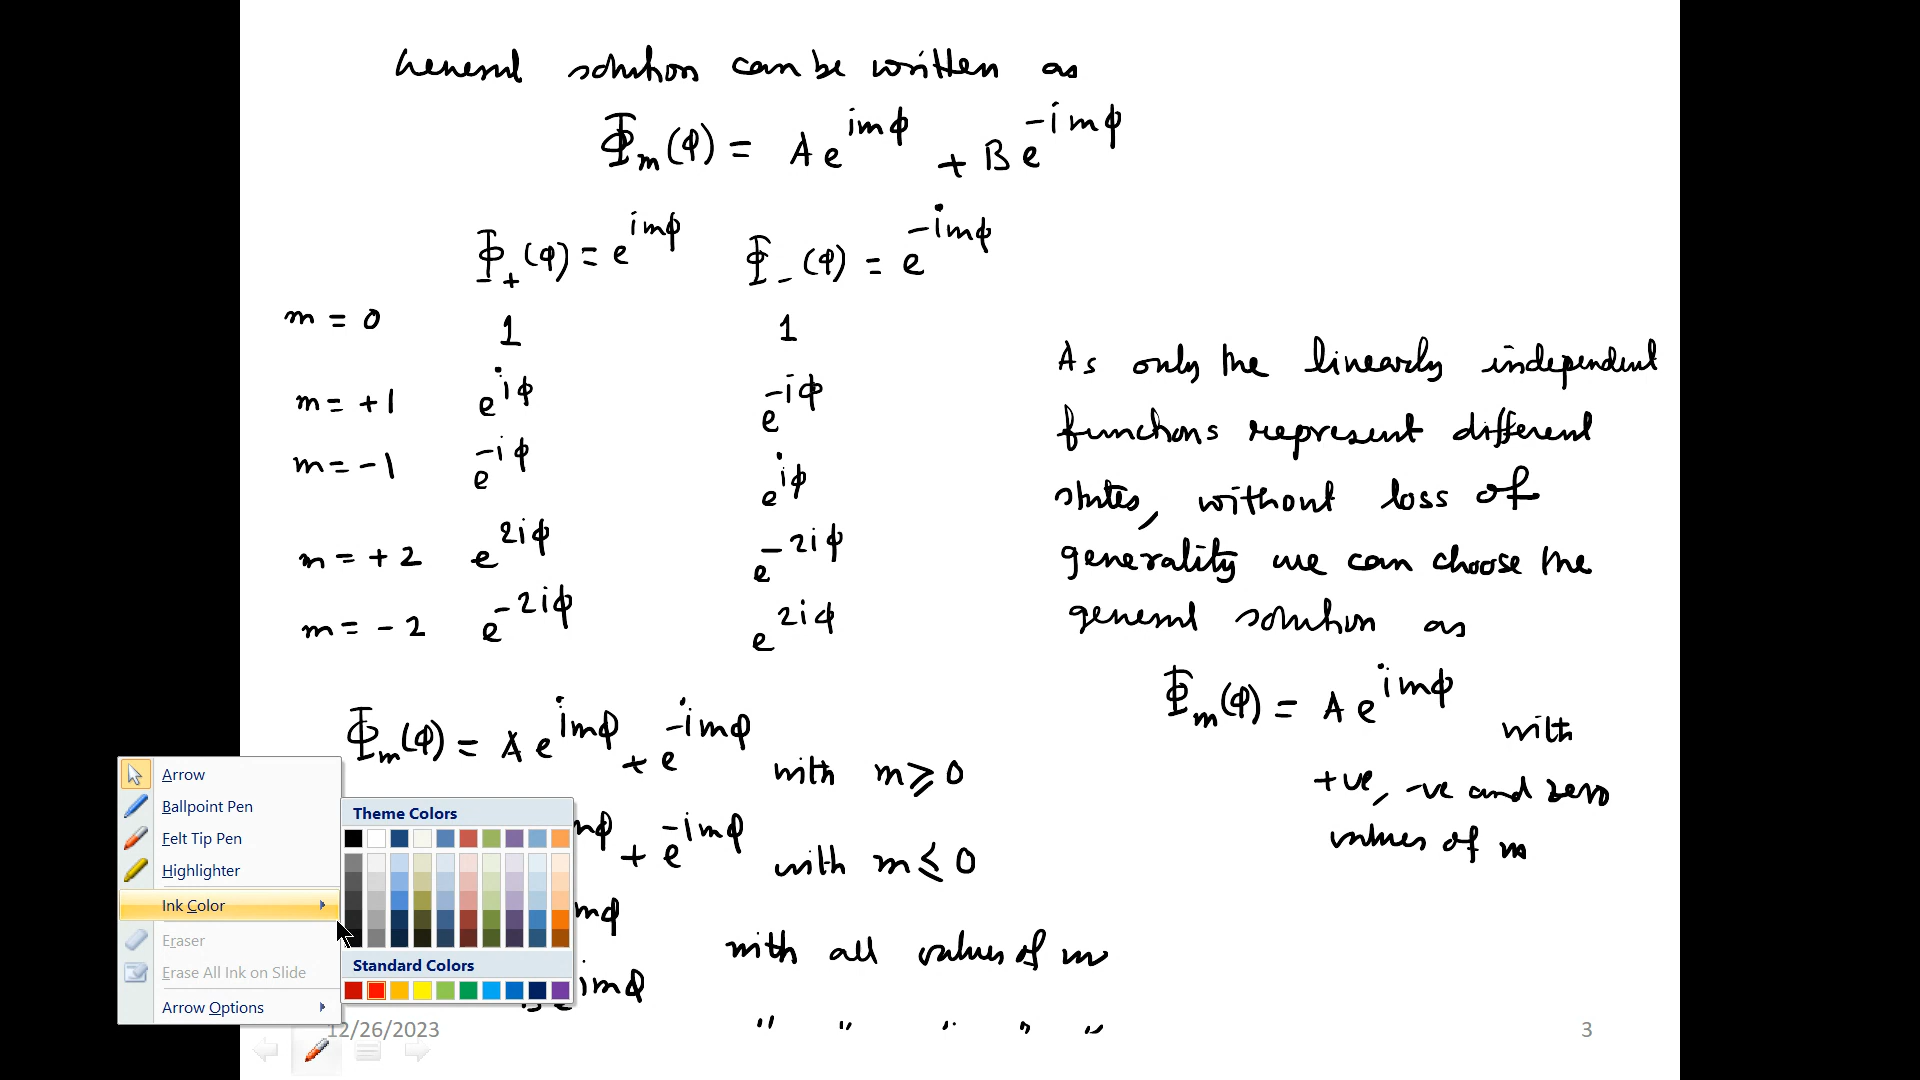 General solution can be written as
Φₘ(φ) = A e^{imφ} + B e^{-imφ}
Φ₊(φ) = e^{imφ} Φ₋(φ) = e^{-imφ}
m = 0 1 1
m = +1 e^{iφ} e^{-iφ}
m = -1 e^{-iφ} e^{iφ}
m = +2 e^{2iφ} e^{-2iφ}
m = -2 e^{-2iφ} e^{2iφ}
As only the linearly independent
functions represent different
states, without loss of
generality we can choose the
general solution as
Φₘ(φ) = A e^{imφ} with
+ve, -ve and zero
values of m
Φₘ(φ) = A e^{imφ} + e^{-imφ} with m ⩾ 0
mφ + e^{-imφ} with m ⩽ 0
mφ with all values of m
B e^{imφ} " " " " "
Arrow
Ballpoint Pen
Felt Tip Pen
Highlighter
Ink Color
Eraser
Erase All Ink on Slide
Arrow Options
Theme Colors
Standard Colors
12/26/2023
3